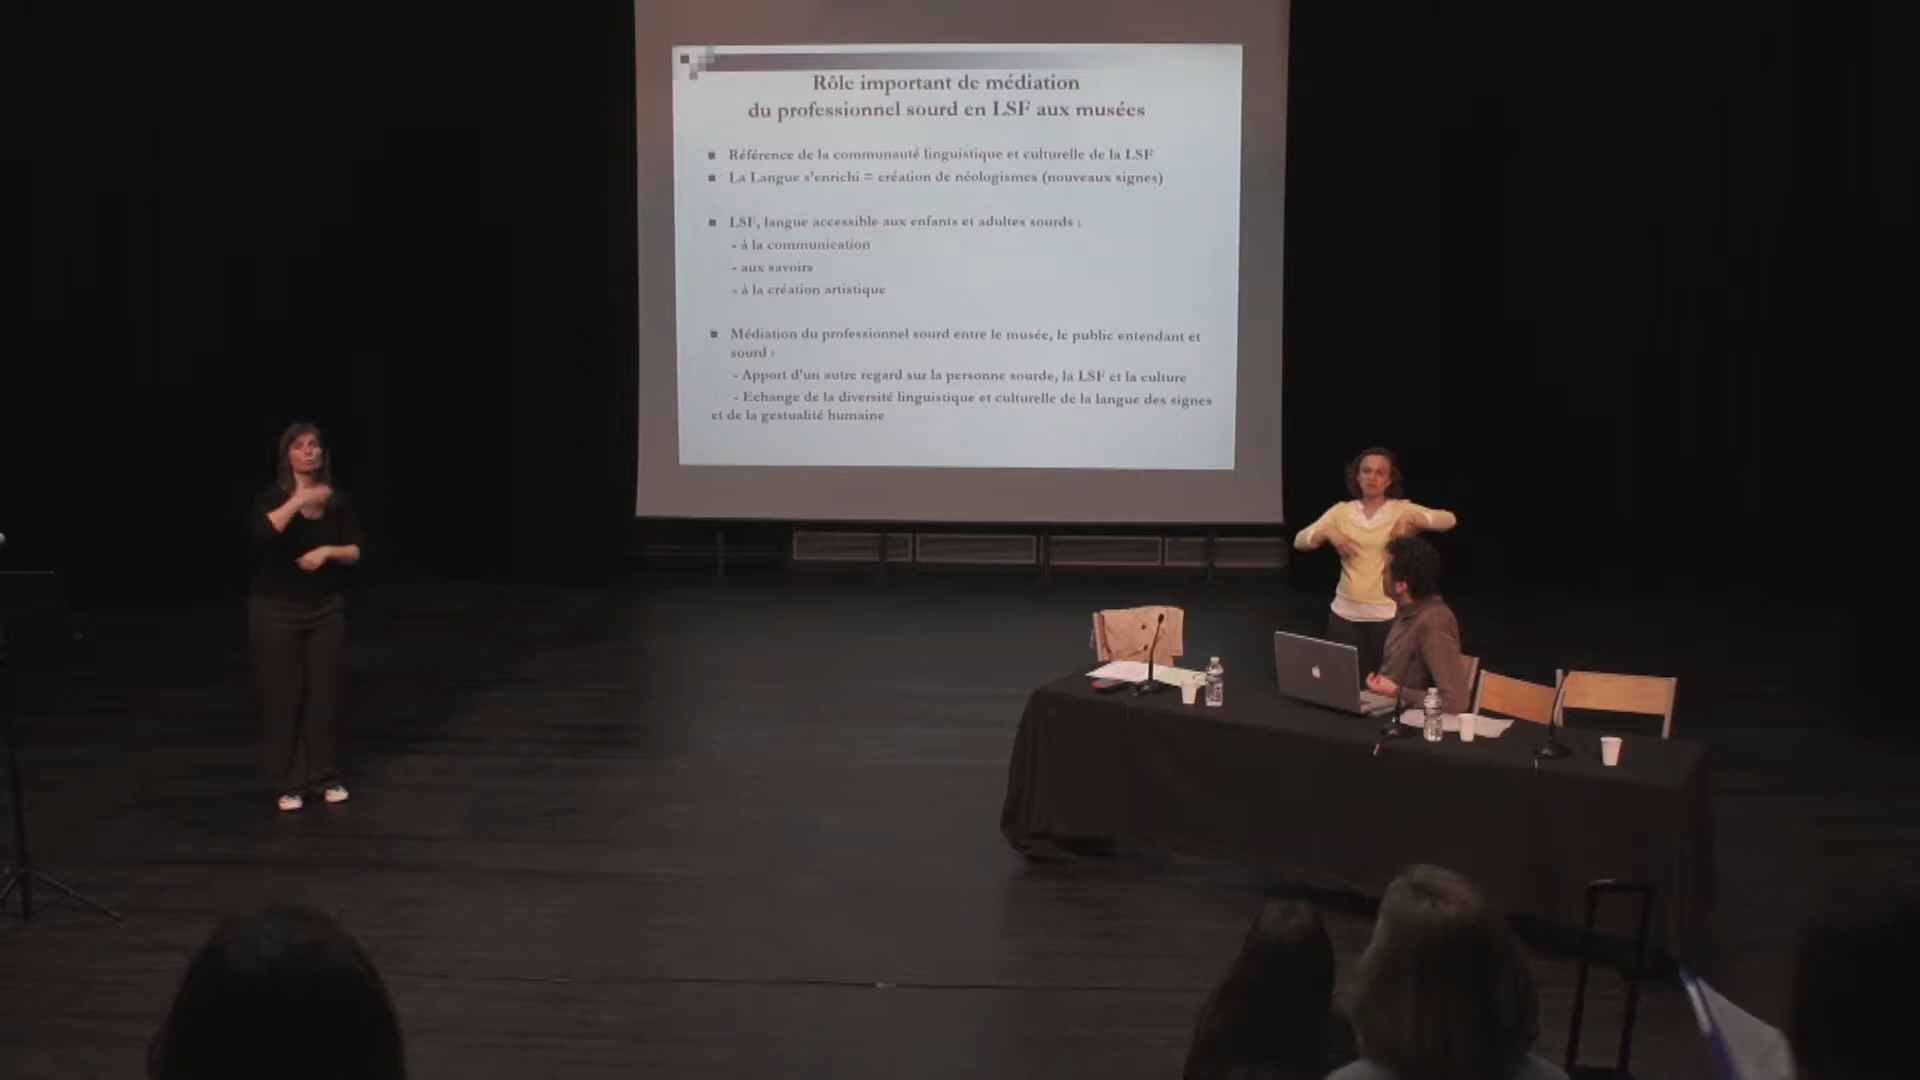 Rôle important de médiation
du professionnel sourd en LSF aux musées
Référence de la communauté linguistique et culturelle de la LSF
La Langue s'enrichi = création de néologismes (nouveaux signes)
LSF, langue accessible aux enfants et adultes sourds :
- à la communication
- aux savoirs
- à la création artistique
Médiation du professionnel sourd entre le musée, le public entendant et
sourd :
- Apport d'un autre regard sur la personne sourde, la LSF et la culture
- Echange de la diversité linguistique et culturelle de la langue des signes
et de la gestualité humaine